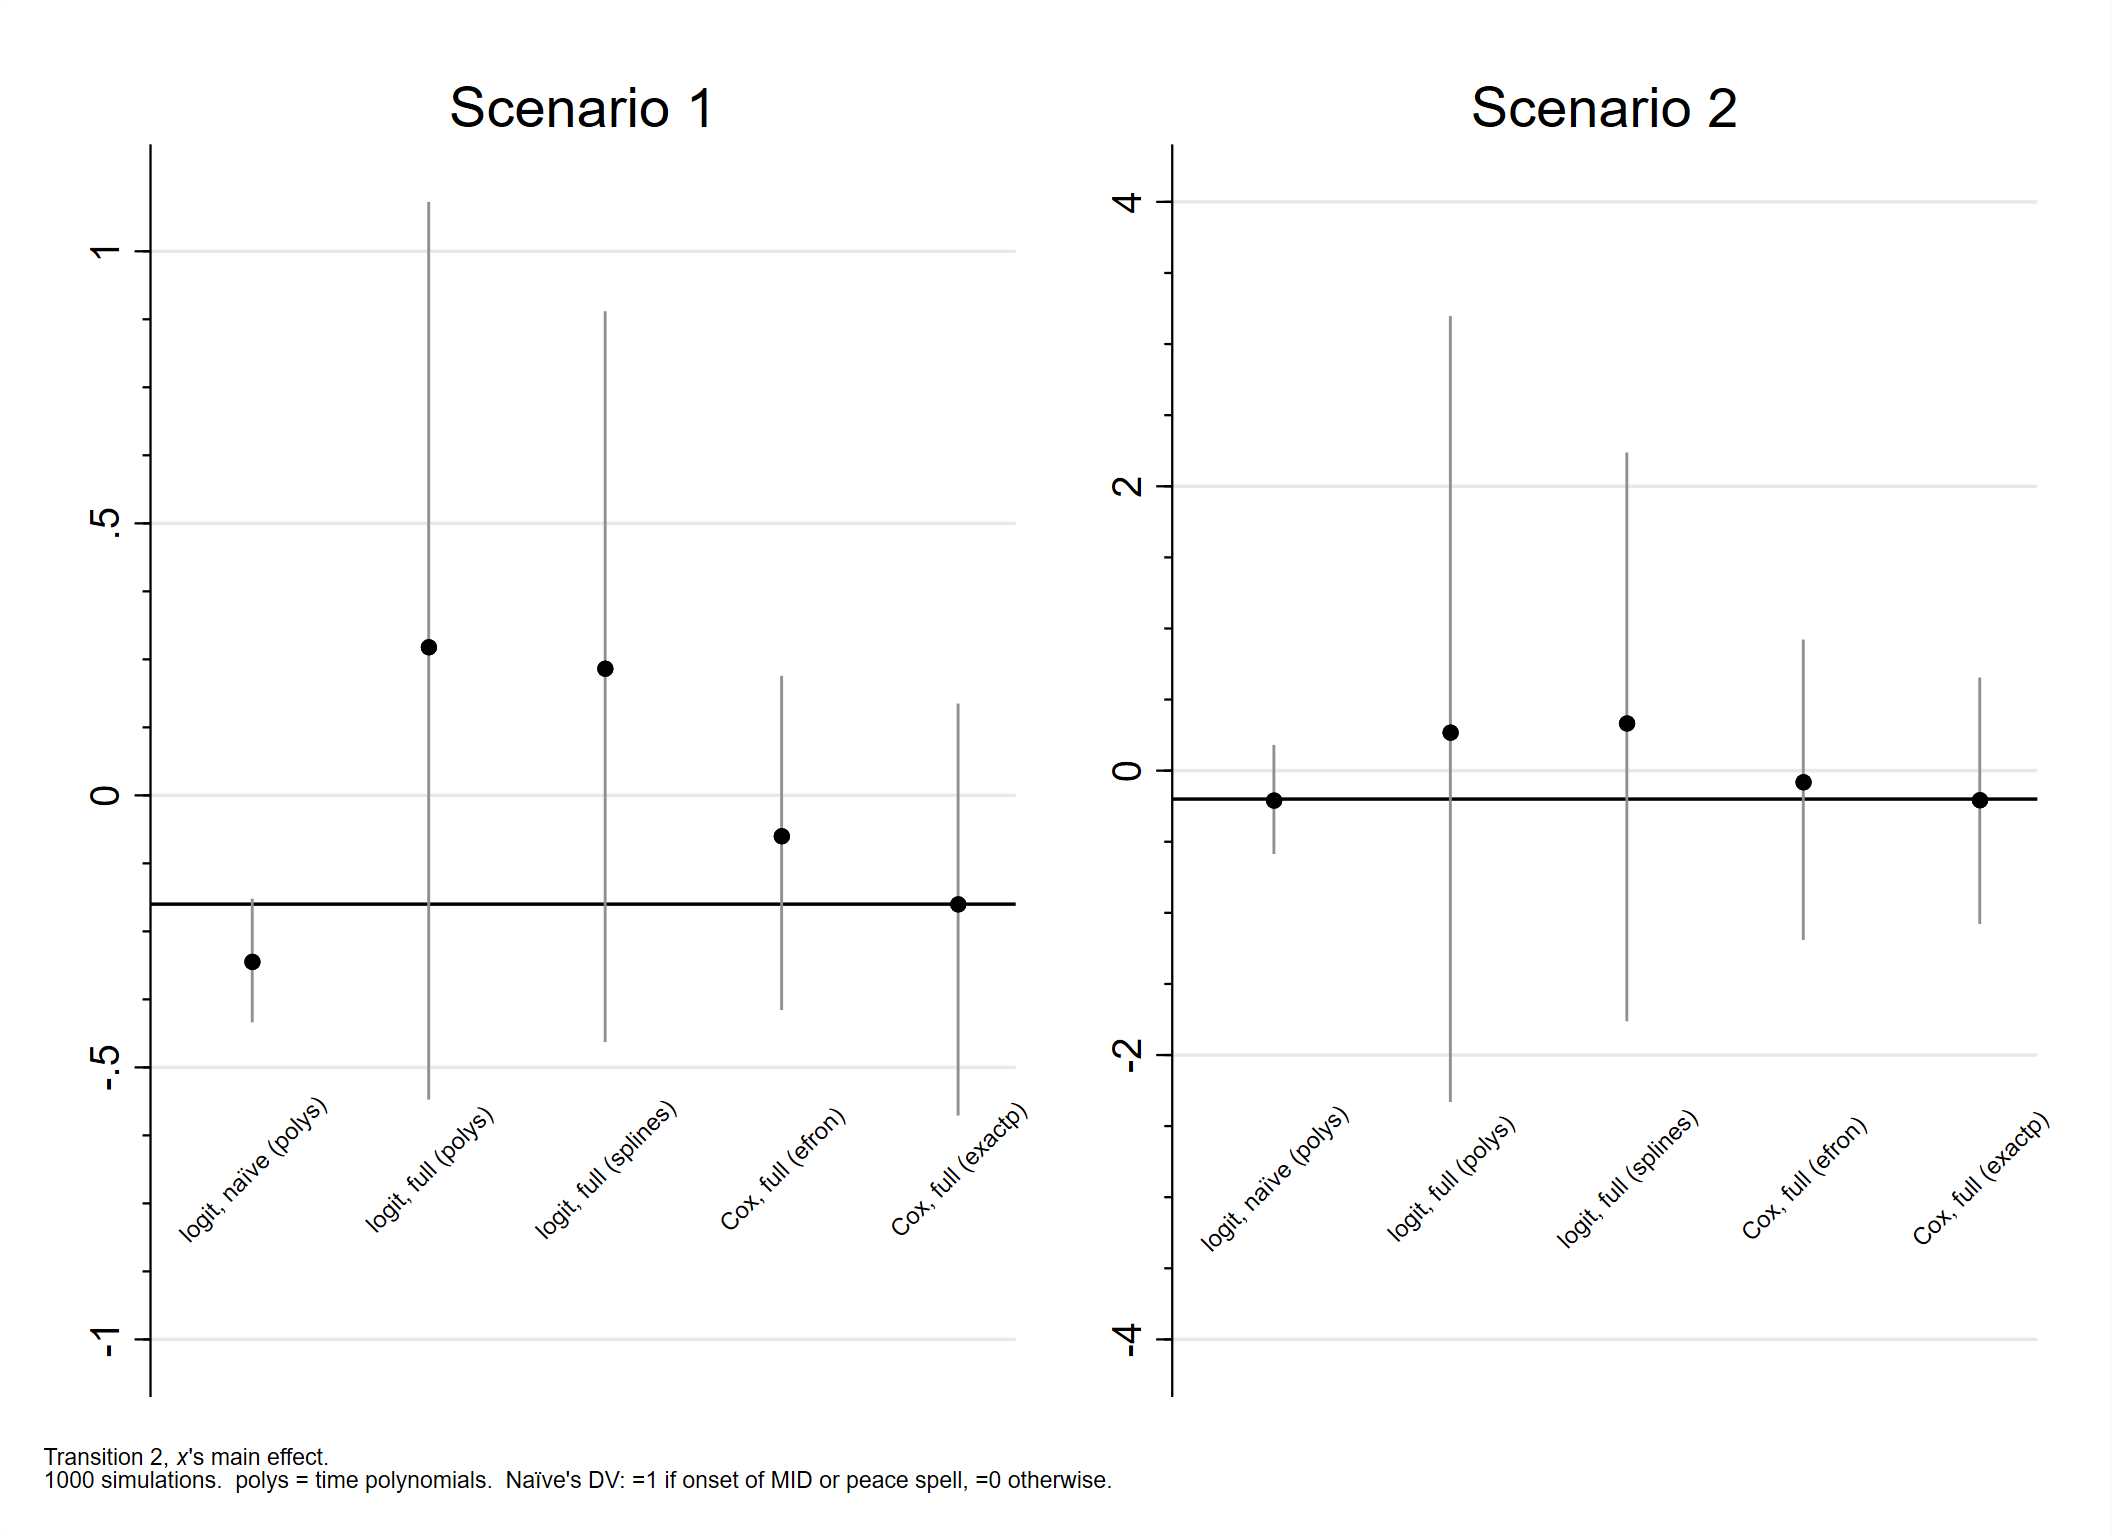 Scenario 1
1
.5
0
-.5
-1
logit, naïve (polys)
logit, full (polys)
logit, full (splines)
Cox, full (efron)
Cox, full (exactp)
Scenario 2
4
2
0
-2
-4
logit, naïve (polys)
logit, full (polys)
logit, full (splines)
Cox, full (efron)
Cox, full (exactp)
Transition 2, x's main effect.
1000 simulations.  polys = time polynomials.  Naïve's DV: =1 if onset of MID or peace spell, =0 otherwise.